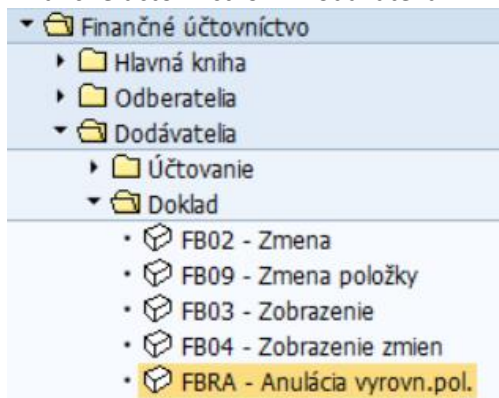 Finančné účtovníctvo
Hlavná kniha
Odberatelia
Dodávatelia
Účtovanie
Doklad
FB02 - Zmena
FB09 - Zmena položky
FB03 - Zobrazenie
FB04 - Zobrazenie zmien
FBRA - Anulácia vyrovn.pol.